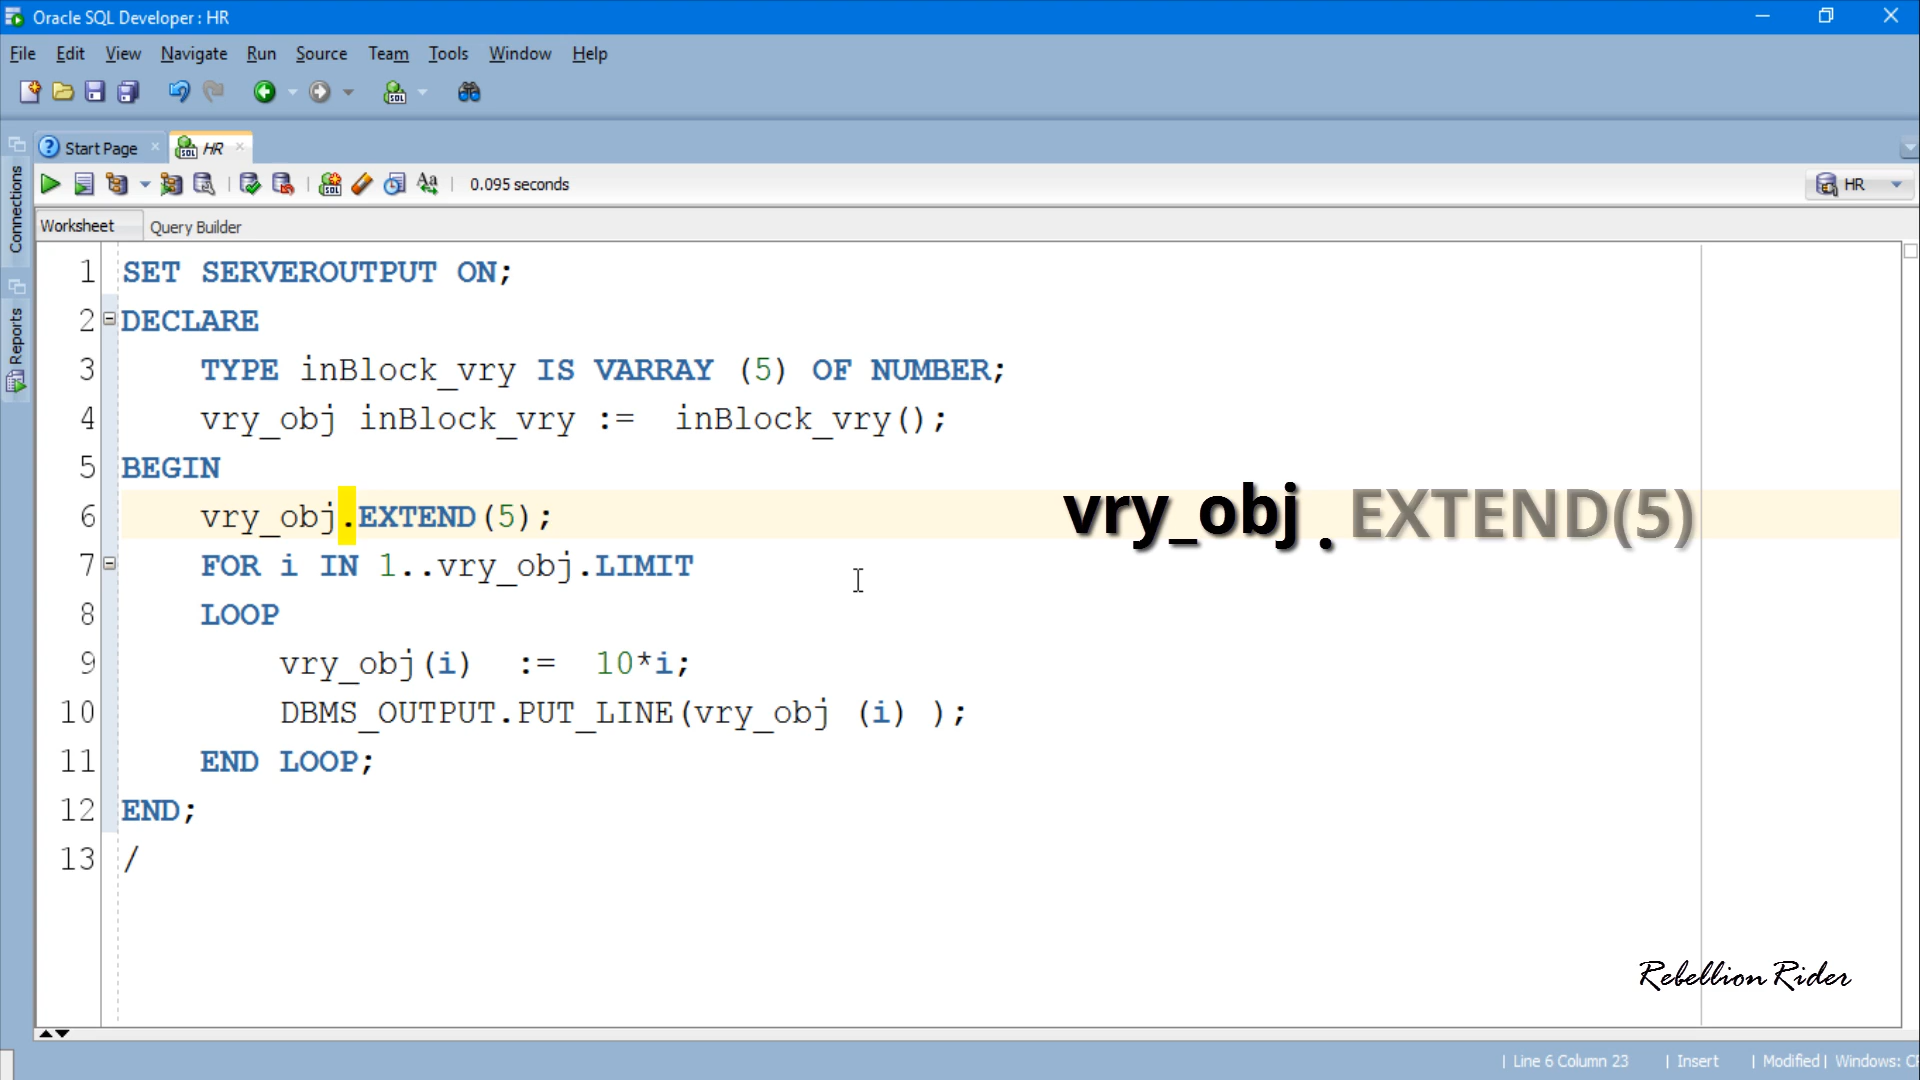 Oracle SQL Developer : HR
File Edit View Navigate Run Source Team Tools Window Help
Start Page HR
0.095 seconds HR
Worksheet Query Builder
Connections
Reports
1 SET SERVEROUTPUT ON;
2 DECLARE
3 TYPE inBlock_vry IS VARRAY (5) OF NUMBER;
4 vry_obj inBlock_vry := inBlock_vry();
5 BEGIN
6 vry_obj.EXTEND(5);
vry_obj . EXTEND(5)
7 FOR i IN 1..vry_obj.LIMIT
8 LOOP
9 vry_obj(i) := 10*i;
10 DBMS_OUTPUT.PUT_LINE(vry_obj (i) );
11 END LOOP;
12 END;
13 /
Rebellion Rider
| Line 6 Column 23 | Insert | Modified | Windows: